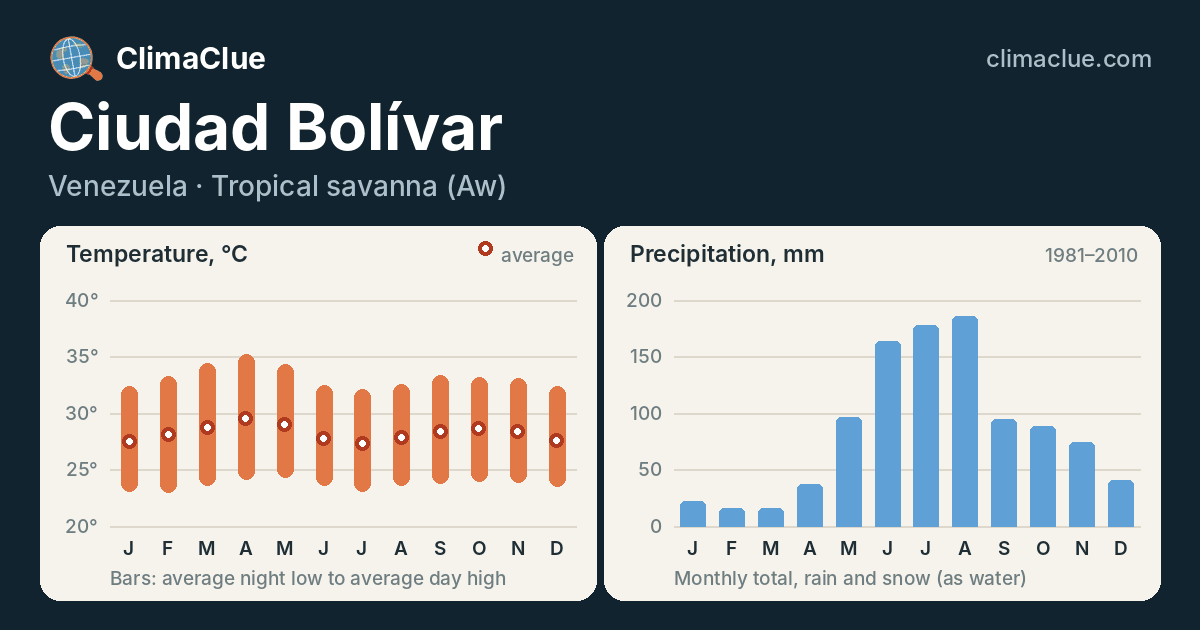 ClimaClue
climaclue.com
Ciudad Bolívar
Venezuela · Tropical savanna (Aw)
Temperature, °C
average
40°
35°
30°
25°
20°
J F M A M J J A S O N D
Bars: average night low to average day high
Precipitation, mm
1981–2010
200
150
100
50
0
J F M A M J J A S O N D
Monthly total, rain and snow (as water)